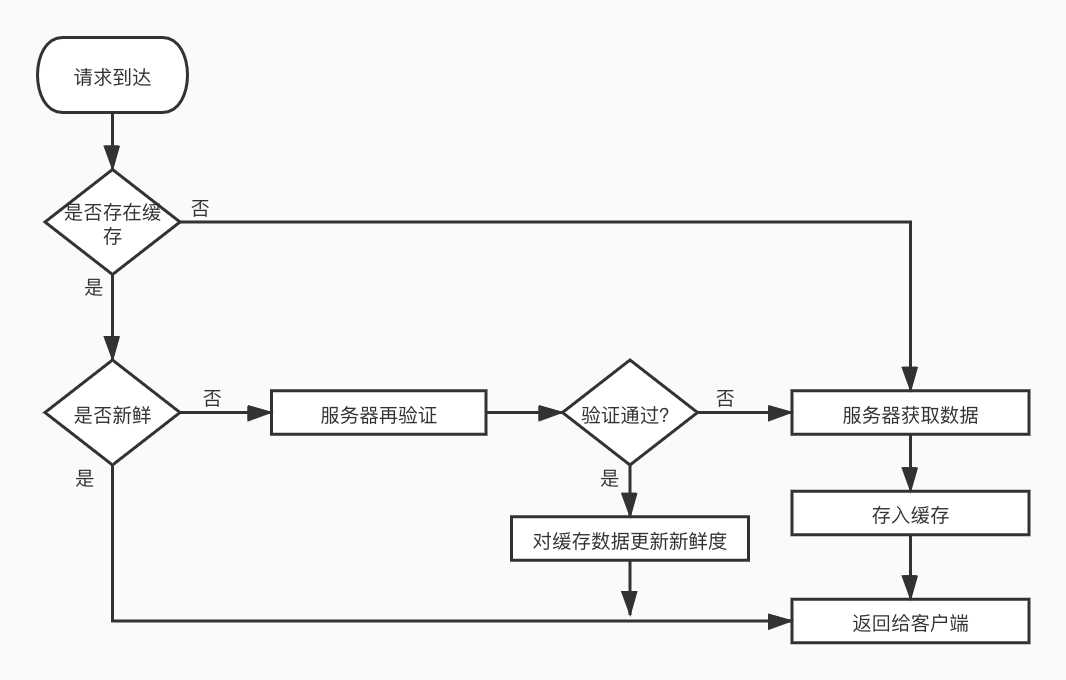 请求到达
是否存在缓
存
否
是
是否新鲜
否
服务器再验证
验证通过?
否
服务器获取数据
是
是
存入缓存
对缓存数据更新新鲜度
返回给客户端